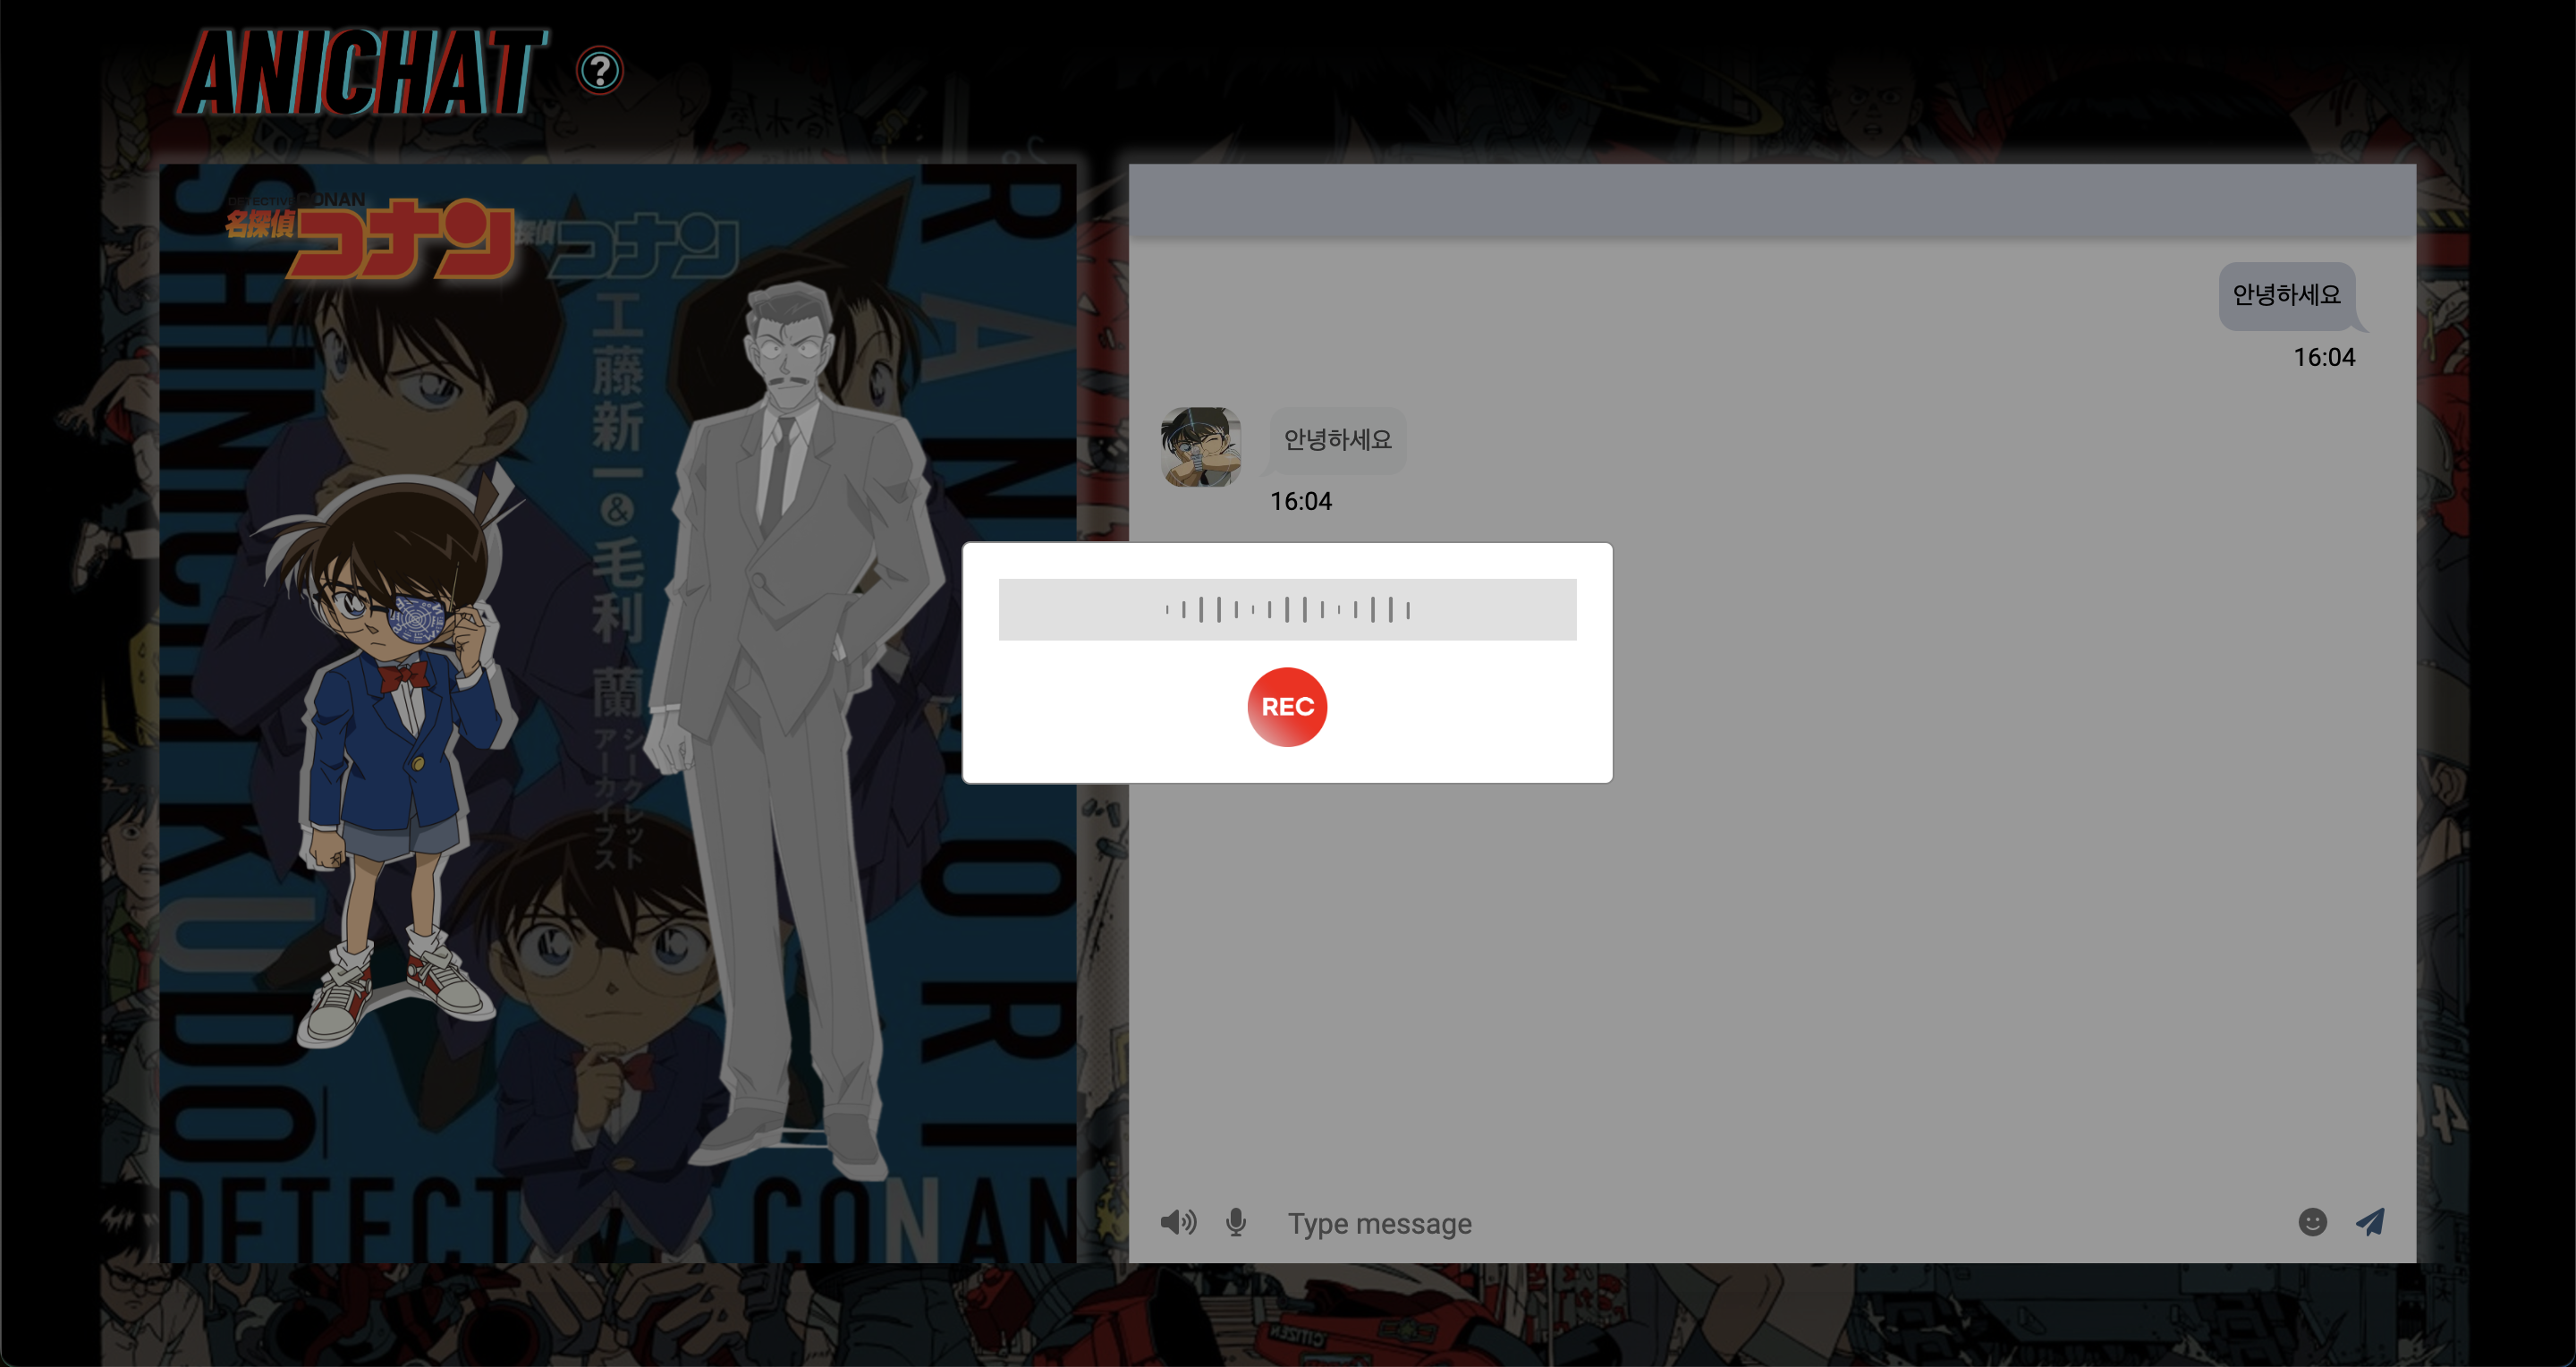 ANICHAT
?
DETECTIVE CONAN
名探偵コナン
探偵コナン
SHINICHI KUDO
RAN MORI
工藤新一&毛利 蘭
シークレット
アーカイブス
DETECTIV CONAN
안녕하세요
16:04
안녕하세요
16:04
REC
Type message
CITIZEN